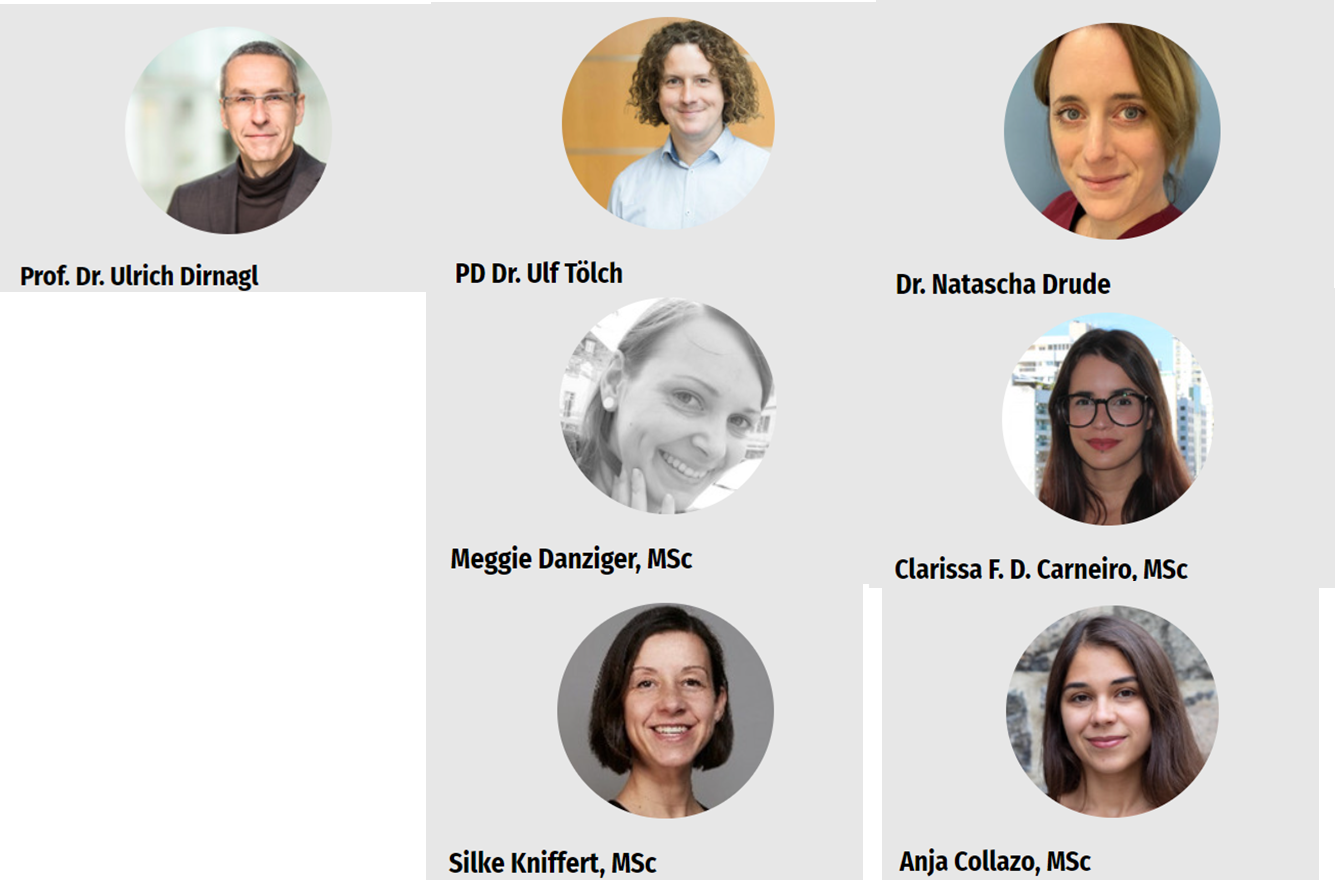 Prof. Dr. Ulrich Dirnagl
PD Dr. Ulf Tölch
Dr. Natascha Drude
Meggie Danziger, MSc
Clarissa F. D. Carneiro, MSc
Silke Kniffert, MSc
Anja Collazo, MSc